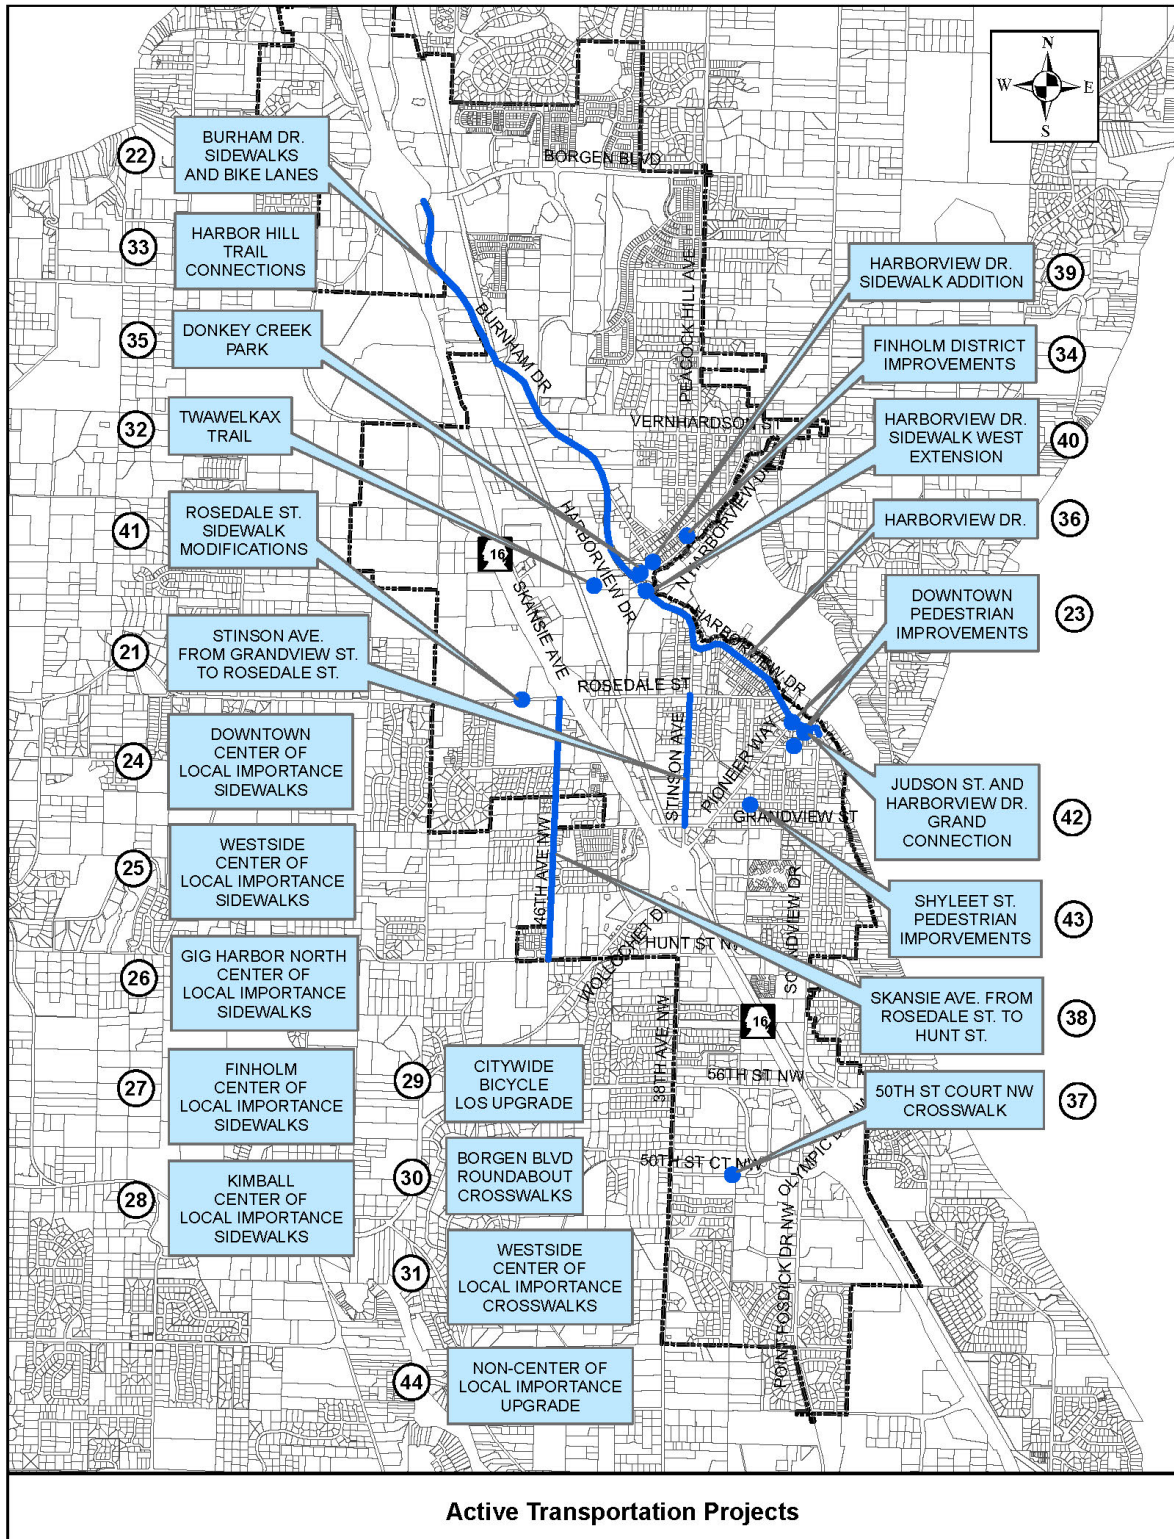 N
W
E
S
22
BURHAM DR.
SIDEWALKS
AND BIKE LANES
33
HARBOR HILL
TRAIL
CONNECTIONS
35
DONKEY CREEK
PARK
32
TWAWELKAX
TRAIL
41
ROSEDALE ST.
SIDEWALK
MODIFICATIONS
21
STINSON AVE.
FROM GRANDVIEW ST.
TO ROSEDALE ST.
24
DOWNTOWN
CENTER OF
LOCAL IMPORTANCE
SIDEWALKS
25
WESTSIDE
CENTER OF
LOCAL IMPORTANCE
SIDEWALKS
26
GIG HARBOR NORTH
CENTER OF
LOCAL IMPORTANCE
SIDEWALKS
27
FINHOLM
CENTER OF
LOCAL IMPORTANCE
SIDEWALKS
28
KIMBALL
CENTER OF
LOCAL IMPORTANCE
SIDEWALKS
29
CITYWIDE
BICYCLE
LOS UPGRADE
30
BORGEN BLVD
ROUNDABOUT
CROSSWALKS
31
WESTSIDE
CENTER OF
LOCAL IMPORTANCE
CROSSWALKS
44
NON-CENTER OF
LOCAL IMPORTANCE
UPGRADE
HARBORVIEW DR.
SIDEWALK ADDITION
39
FINHOLM DISTRICT
IMPROVEMENTS
34
HARBORVIEW DR.
SIDEWALK WEST
EXTENSION
40
HARBORVIEW DR.
36
DOWNTOWN
PEDESTRIAN
IMPROVEMENTS
23
JUDSON ST. AND
HARBORVIEW DR.
GRAND
CONNECTION
42
SHYLEET ST.
PEDESTRIAN
IMPORVEMENTS
43
SKANSIE AVE. FROM
ROSEDALE ST. TO
HUNT ST.
38
50TH ST COURT NW
CROSSWALK
37
BORGEN BLVD
PEACOCK HILL AVE
BURNHAM DR
VERNHARDSON ST
N HARBORVIEW DR
HARBORVIEW DR
16
SKANSIE AVE
HARBORVIEW DR
ROSEDALE ST
STINSON AVE
PIONEER WAY
GRANDVIEW ST
46TH AVE NW
WOLLOCHET DR
HUNT ST NW
SOUNDVIEW DR
16
38TH AVE NW
56TH ST NW
50TH ST CT NW
OLYMPIC DR NW
POINT FOSDICK DR NW
Active Transportation Projects